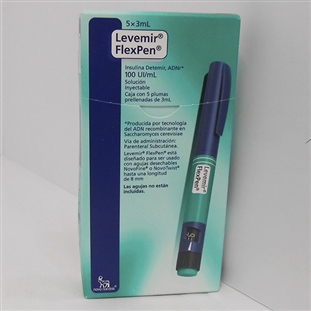 5×3mL
Levemir®
FlexPen®
Insulina Detemir, ADNr*
100 UI/mL
Solución
Inyectable
Caja con 5 plumas
prellenadas de 3mL
*Producida por tecnología
del ADN recombinante en
Saccharomyces cerevisiae
Vía de administración:
Parenteral Subcutánea.
Levemir® FlexPen® está
diseñado para ser usado
con agujas desechables
NovoFine® o NovoTwist®
hasta una longitud
de 8 mm
Las agujas no están
incluidas.
Levemir®
FlexPen®